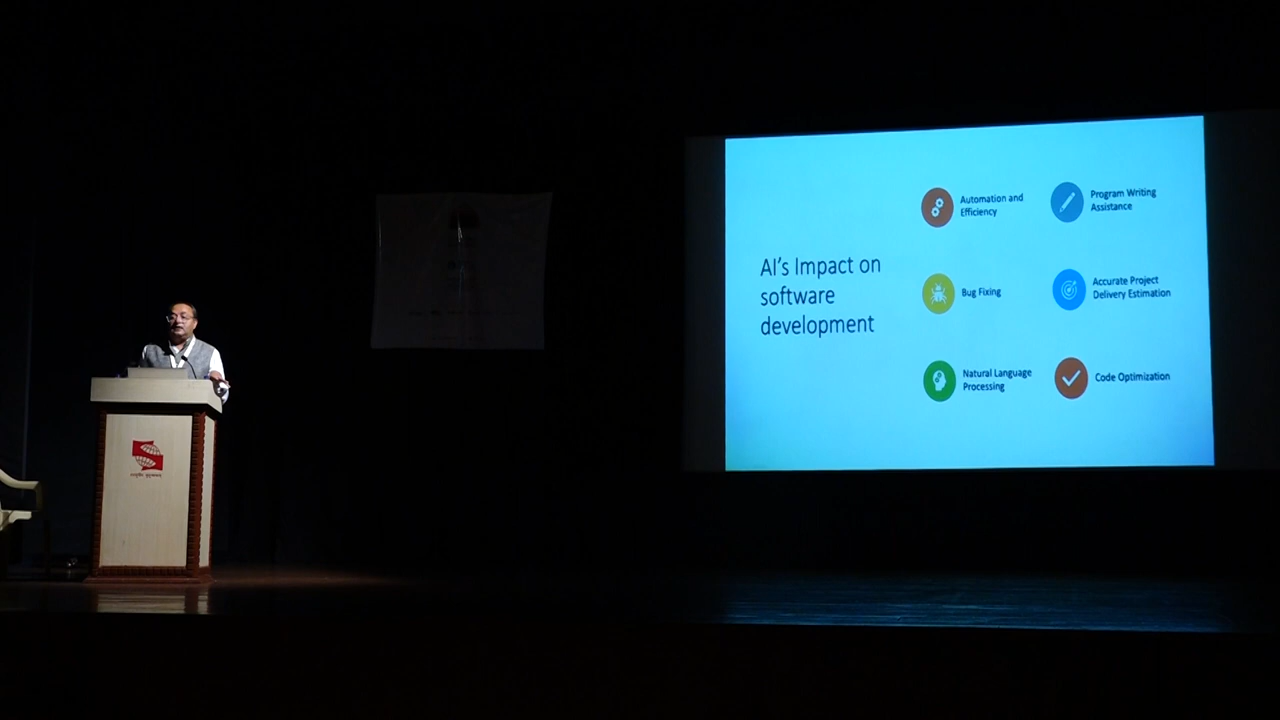 AI's Impact on
software
development
Automation and
Efficiency
Program Writing
Assistance
Bug Fixing
Accurate Project
Delivery Estimation
Natural Language
Processing
Code Optimization